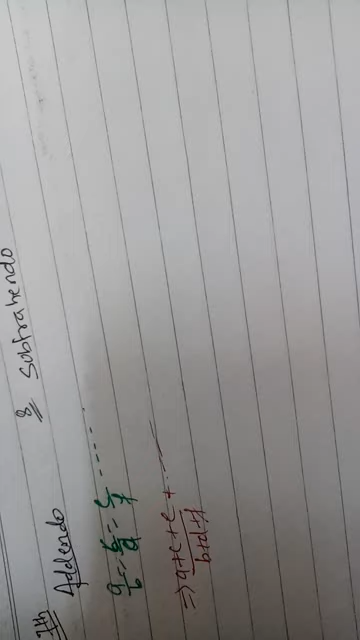 7th Addendo & Subtrahendo
a/b = c/d = e/f ......
⇒ a+c+e+.... / b+d+f